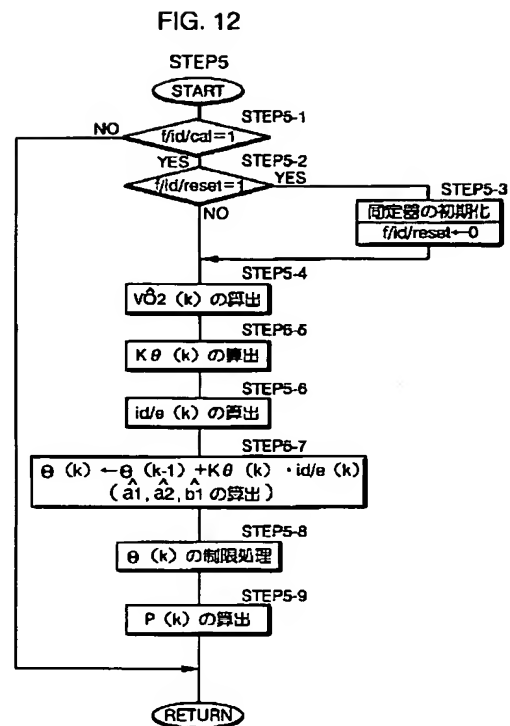 FIG. 12
STEP5
START
STEP5-1
NO
f/id/cal=1
YES
STEP5-2
f/id/reset=1
YES
NO
STEP5-3
同定器の初期化
f/id/reset←0
STEP5-4
VÔ2 (k) の算出
STEP5-5
Kθ (k) の算出
STEP5-6
id/e (k) の算出
STEP5-7
Θ (k) ←Θ (k-1) +Kθ (k) ・id/e (k)
(â1, â2, b̂1 の算出)
STEP5-8
Θ (k) の制限処理
STEP5-9
P (k) の算出
RETURN